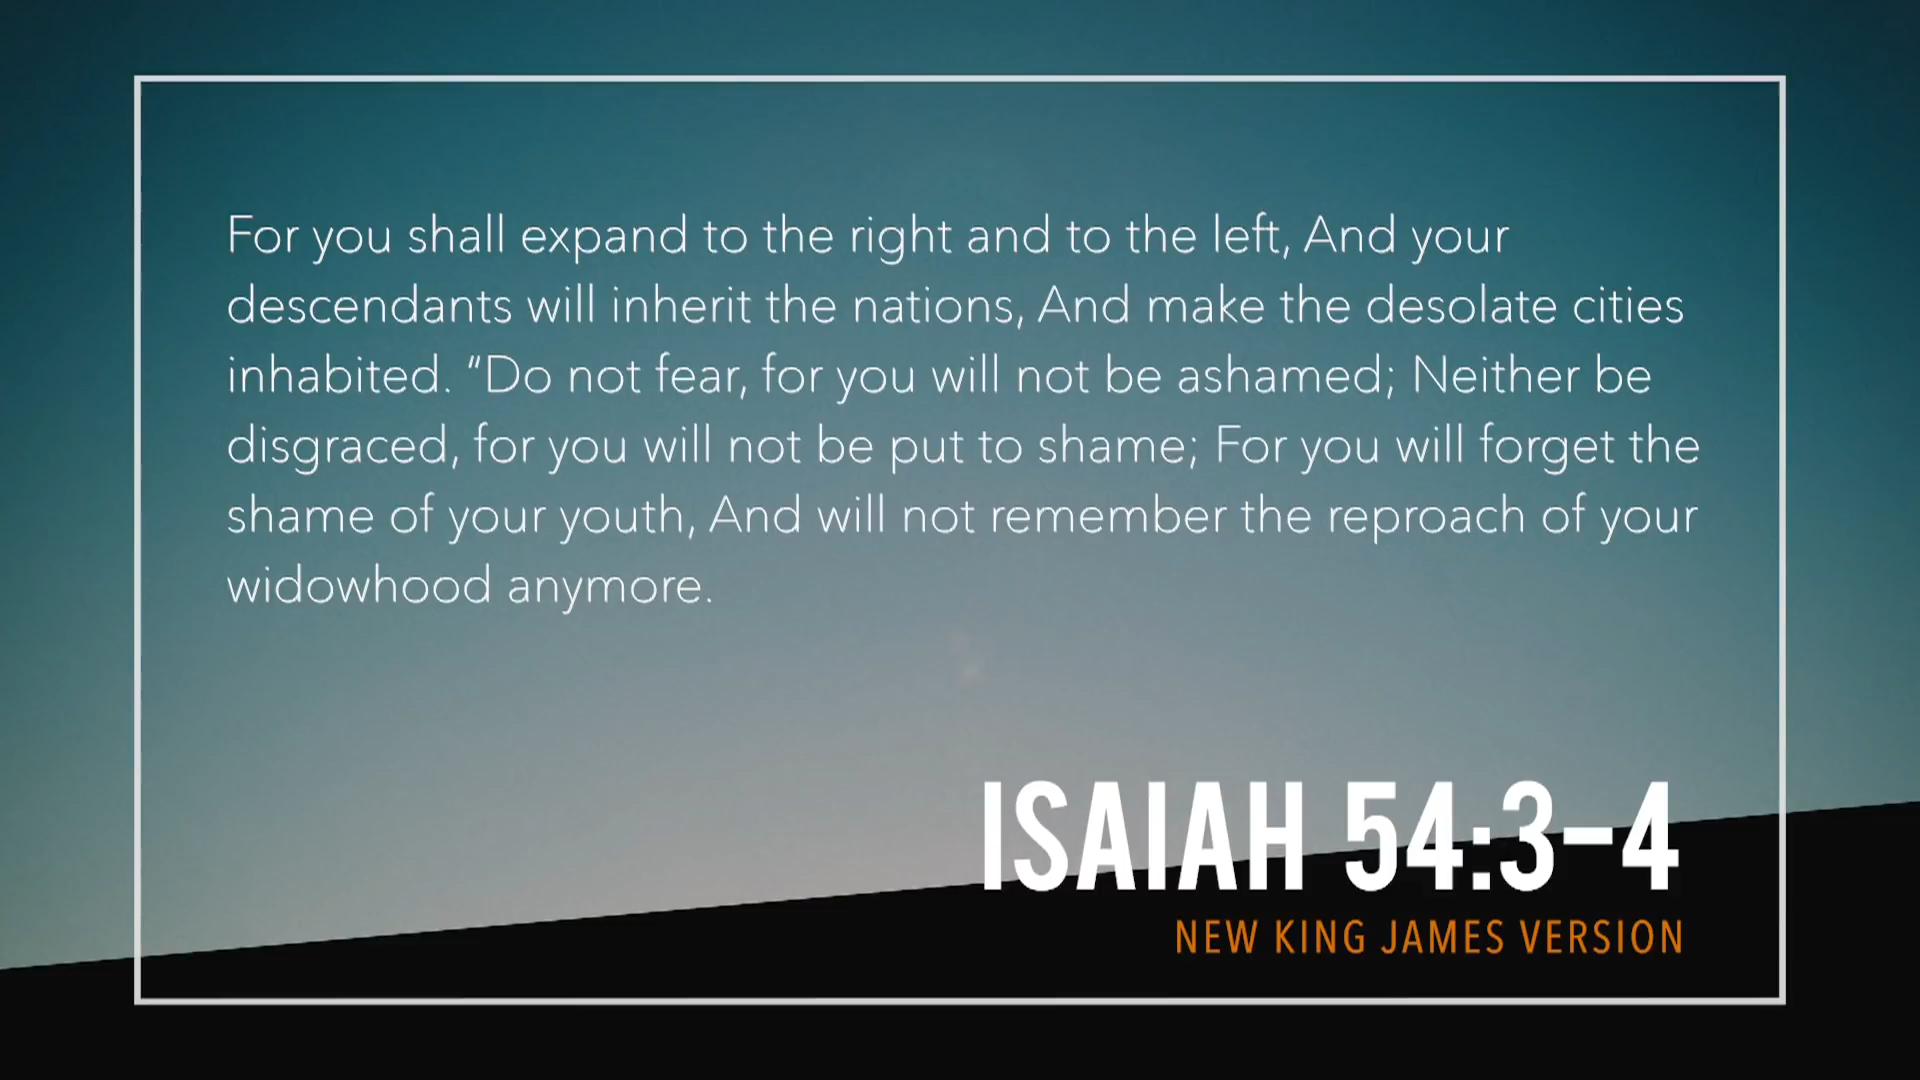 For you shall expand to the right and to the left, And your
descendants will inherit the nations, And make the desolate cities
inhabited. “Do not fear, for you will not be ashamed; Neither be
disgraced, for you will not be put to shame; For you will forget the
shame of your youth, And will not remember the reproach of your
widowhood anymore.
ISAIAH 54:3–4
NEW KING JAMES VERSION